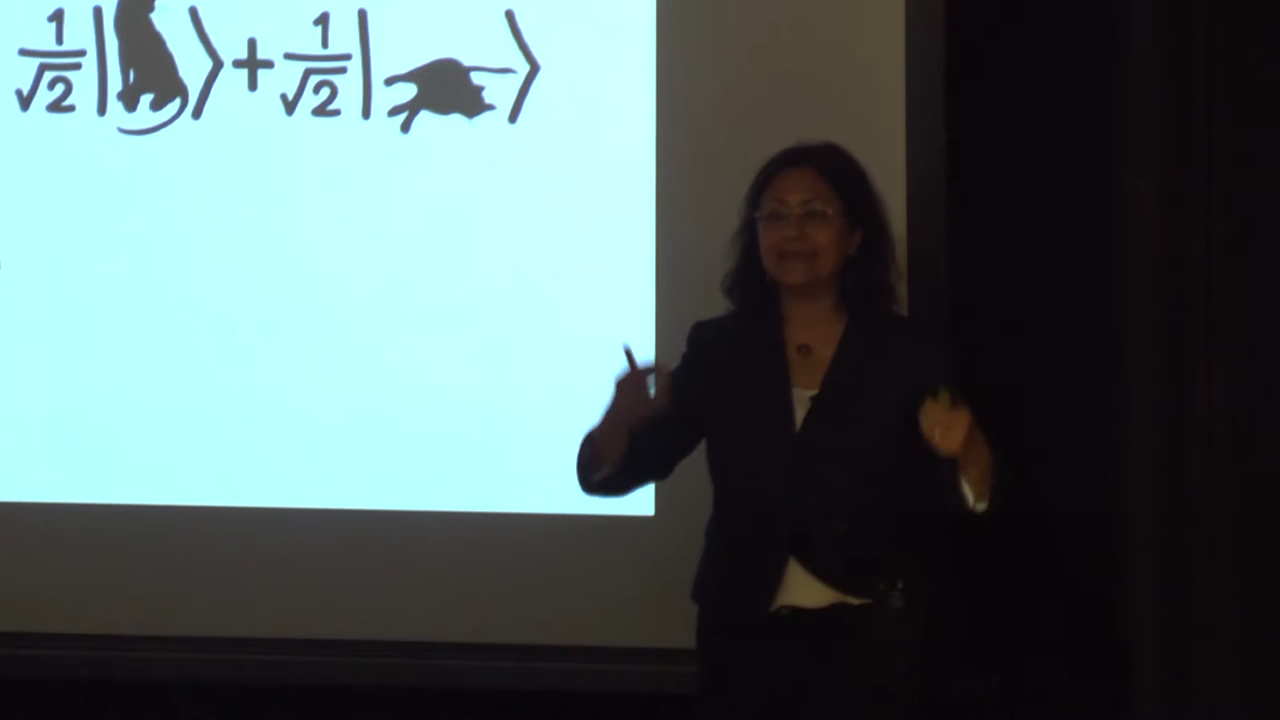 1/√2 | ⟩ + 1/√2 | ⟩